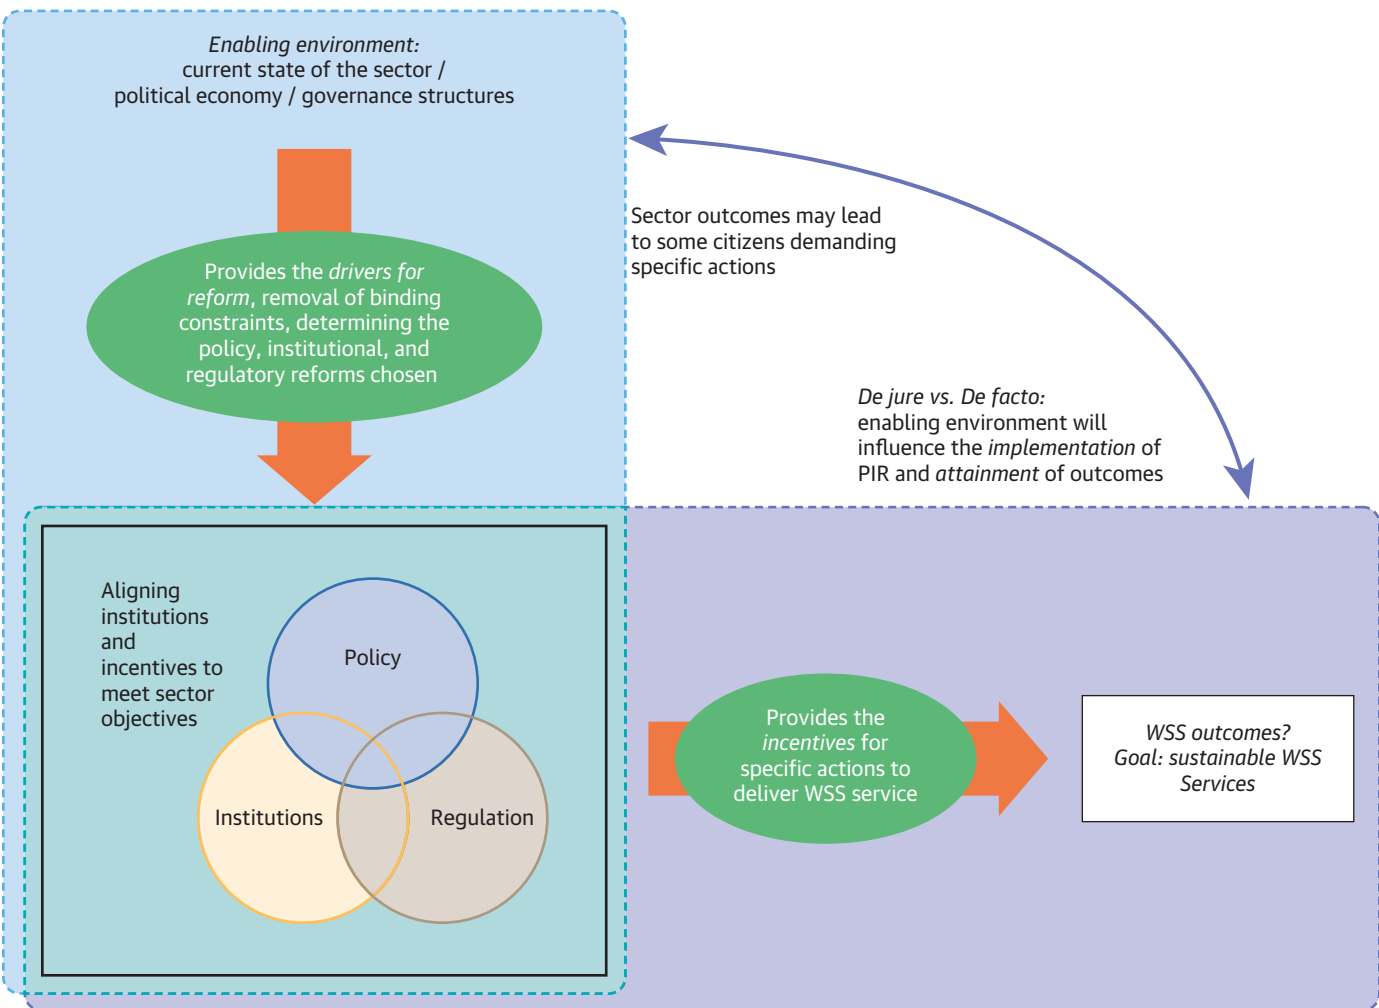 Enabling environment:
current state of the sector /
political economy / governance structures
Provides the drivers for
reform, removal of binding
constraints, determining the
policy, institutional, and
regulatory reforms chosen
Sector outcomes may lead
to some citizens demanding
specific actions
De jure vs. De facto:
enabling environment will
influence the implementation of
PIR and attainment of outcomes
Aligning
institutions
and
incentives to
meet sector
objectives
Policy
Institutions
Regulation
Provides the
incentives for
specific actions to
deliver WSS service
WSS outcomes?
Goal: sustainable WSS
Services